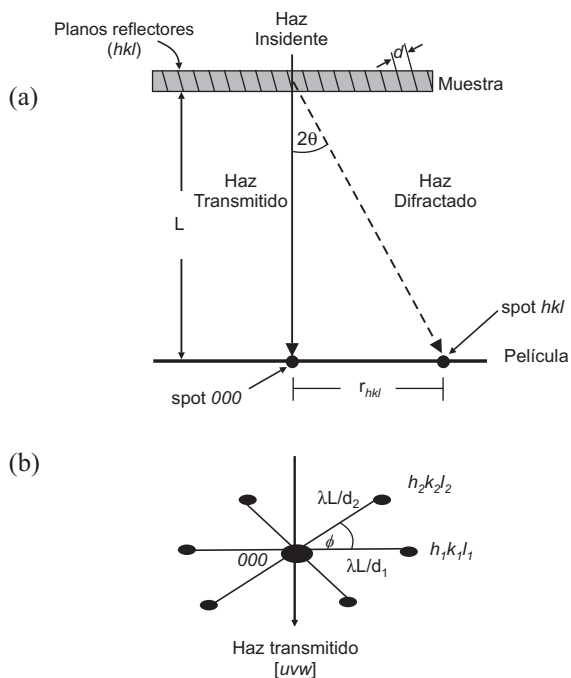 Haz
Insidente
Planos reflectores
(hkl)
d
Muestra
(a)
2θ
Haz
Transmitido
Haz
Difractado
L
spot hkl
Película
spot 000
r_hkl
(b)
h₂k₂l₂
λL/d₂
ϕ
h₁k₁l₁
000
λL/d₁
Haz transmitido
[uvw]